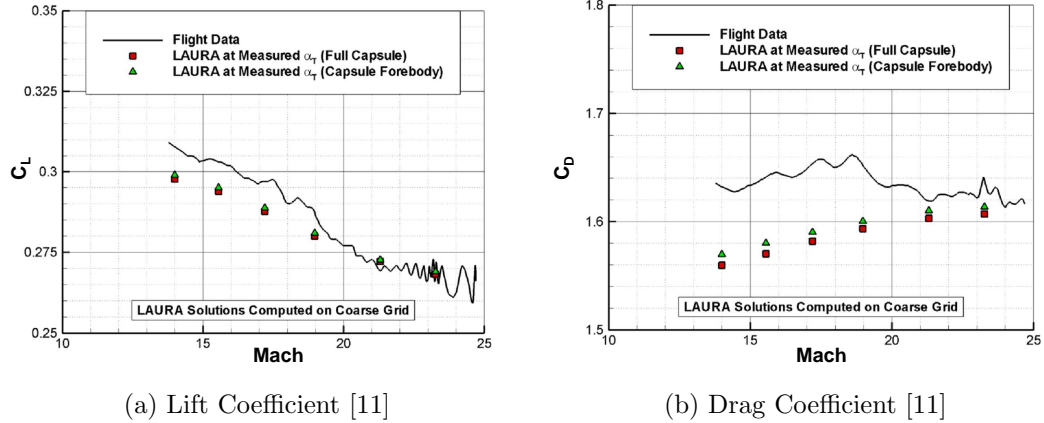 0.35
0.325
0.3
0.275
0.25
C_L
Flight Data
LAURA at Measured α_T (Full Capsule)
LAURA at Measured α_T (Capsule Forebody)
LAURA Solutions Computed on Coarse Grid
10
15
20
25
Mach
(a) Lift Coefficient [11]
1.8
1.7
1.6
1.5
C_D
Flight Data
LAURA at Measured α_T (Full Capsule)
LAURA at Measured α_T (Capsule Forebody)
LAURA Solutions Computed on Coarse Grid
10
15
20
25
Mach
(b) Drag Coefficient [11]